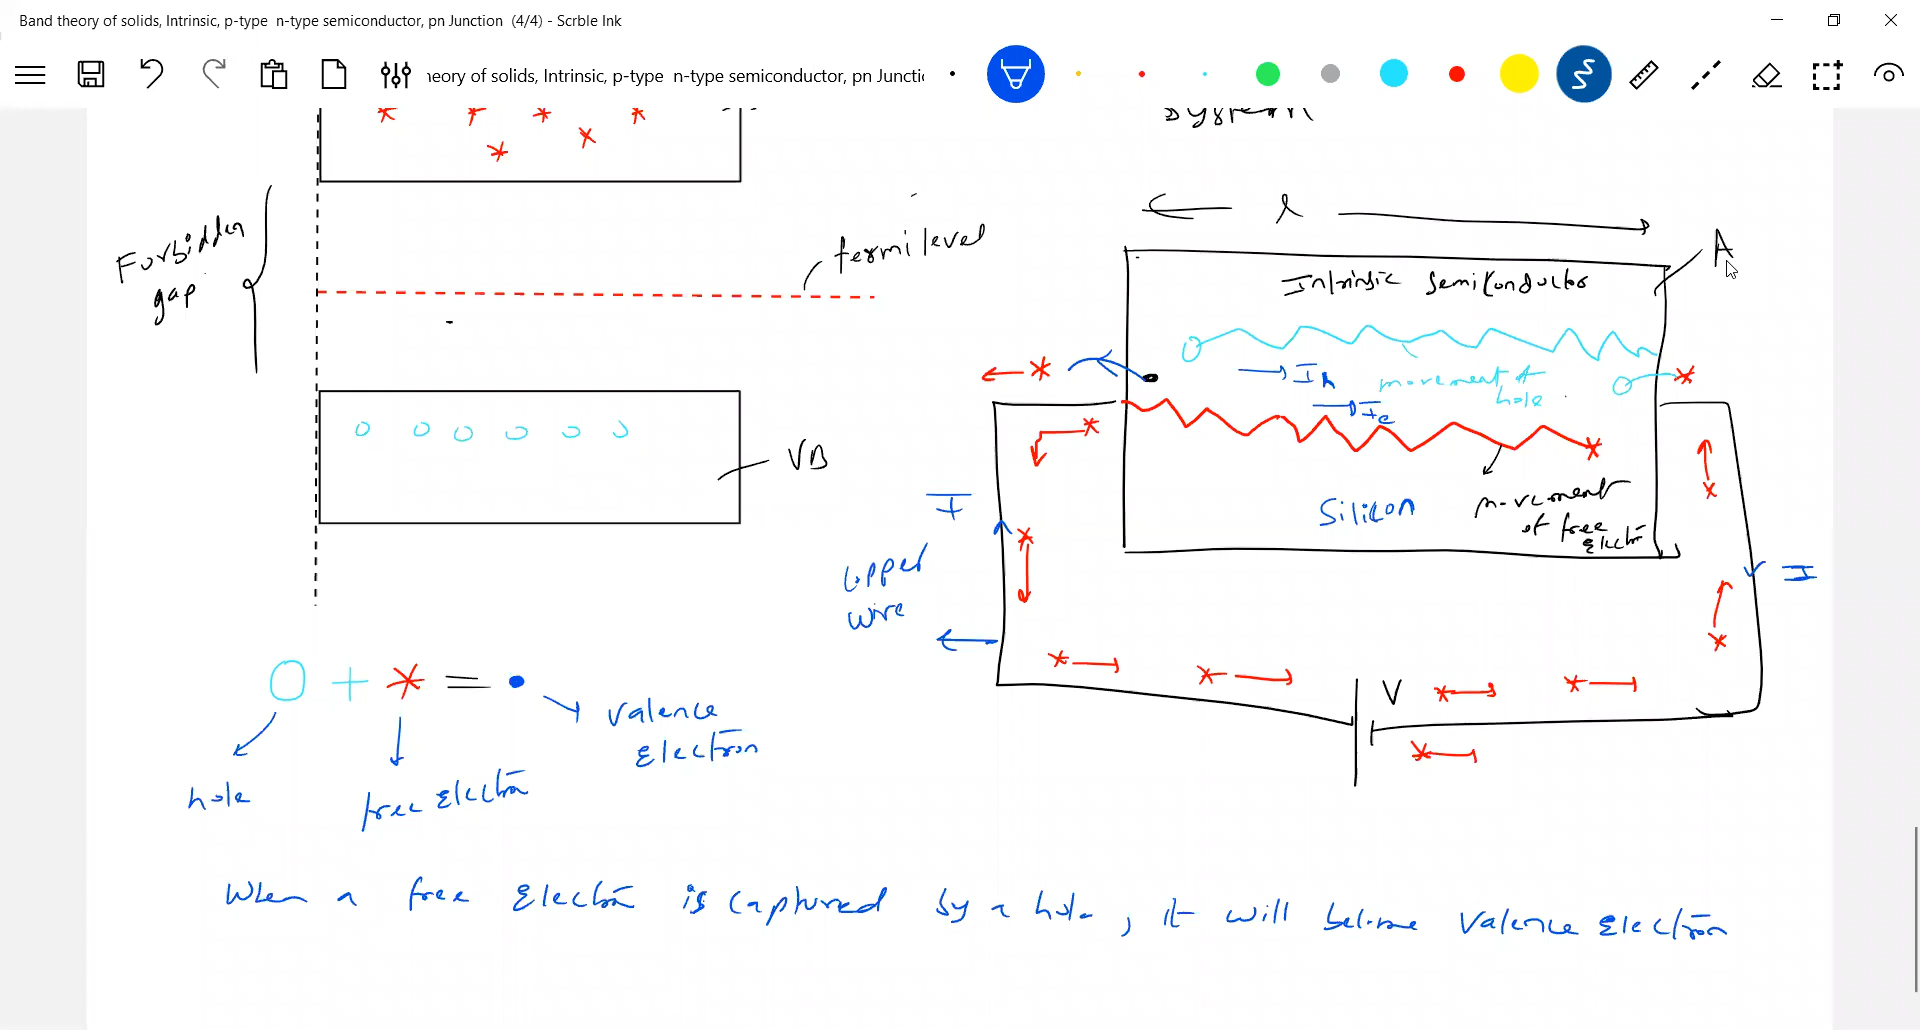 Band theory of solids, Intrinsic, p-type  n-type semiconductor, pn Junction  (4/4) - Scrble Ink
eory of solids, Intrinsic, p-type  n-type semiconductor, pn Juncti
System
l
A
Forbidden
gap
fermi level
Intrinsic Semiconductor
Ih
movement of
hole
Ie
VB
Silicon
movement
of free
Electron
I
I
Copper
wire
V
O + * = •
Valence
Electron
hole
free Electron
When a free Electron is captured by a hole, it will become Valence Electron